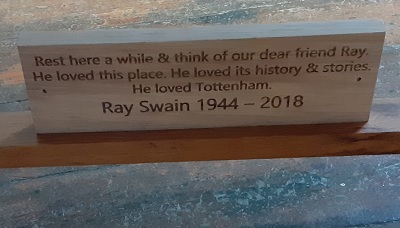 Rest here a while & think of our dear friend Ray.
He loved this place. He loved its history & stories.
He loved Tottenham.
Ray Swain 1944 – 2018